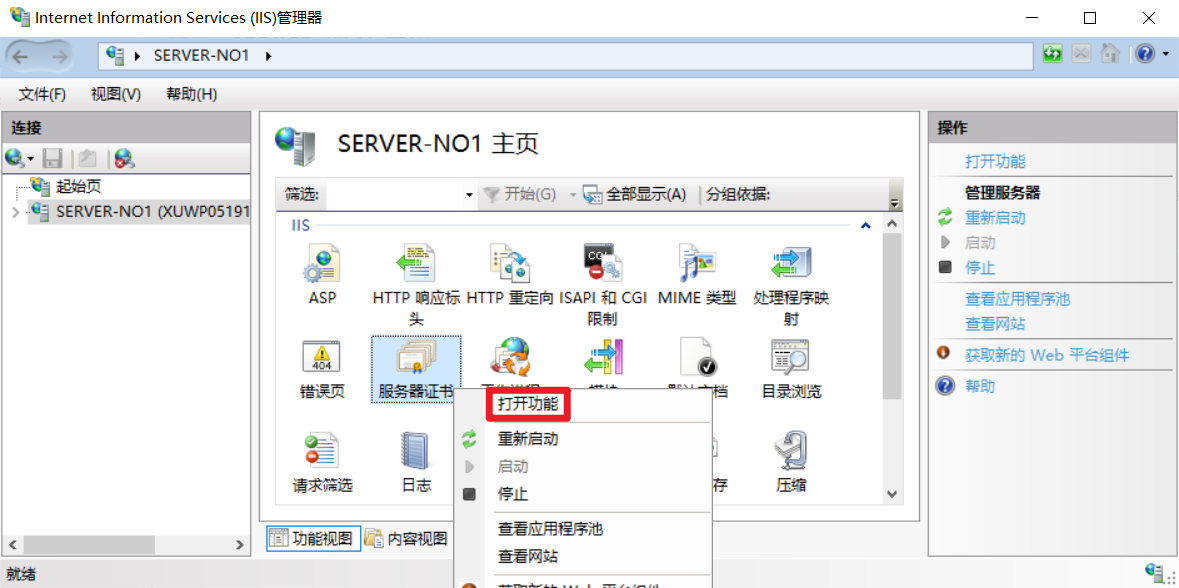 Internet Information Services (IIS)管理器
SERVER-NO1
文件(F) 视图(V) 帮助(H)
连接
起始页
SERVER-NO1 (XUWP05191
SERVER-NO1 主页
筛选: 开始(G) 全部显示(A) 分组依据:
IIS
ASP
HTTP 响应标头
HTTP 重定向
CGI
ISAPI 和 CGI 限制
MIME 类型
处理程序映射
404
错误页
服务器证书
目录浏览
请求筛选
日志
存
压缩
打开功能
重新启动
启动
停止
查看应用程序池
查看网站
功能视图 内容视图
操作
打开功能
管理服务器
重新启动
启动
停止
查看应用程序池
查看网站
获取新的 Web 平台组件
帮助
就绪